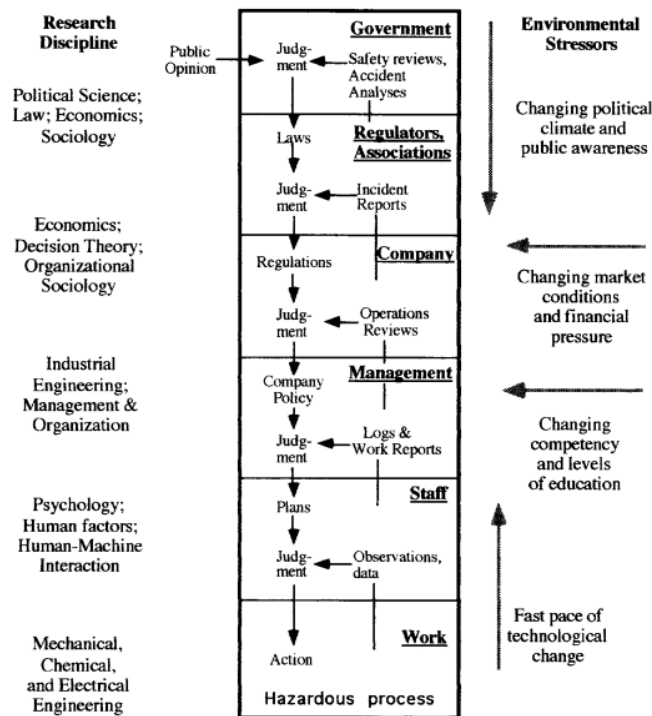 Research
Discipline
Political Science;
Law; Economics;
Sociology
Economics;
Decision Theory;
Organizational
Sociology
Industrial
Engineering;
Management &
Organization
Psychology;
Human factors;
Human-Machine
Interaction
Mechanical,
Chemical,
and Electrical
Engineering
Public
Opinion
Government
Judg-
ment
Safety reviews,
Accident
Analyses
Regulators,
Associations
Laws
Judg-
ment
Incident
Reports
Company
Regulations
Judg-
ment
Operations
Reviews
Management
Company
Policy
Judg-
ment
Logs &
Work Reports
Staff
Plans
Judg-
ment
Observations,
data
Work
Action
Hazardous process
Environmental
Stressors
Changing political
climate and
public awareness
Changing market
conditions
and financial
pressure
Changing
competency
and levels
of education
Fast pace of
technological
change